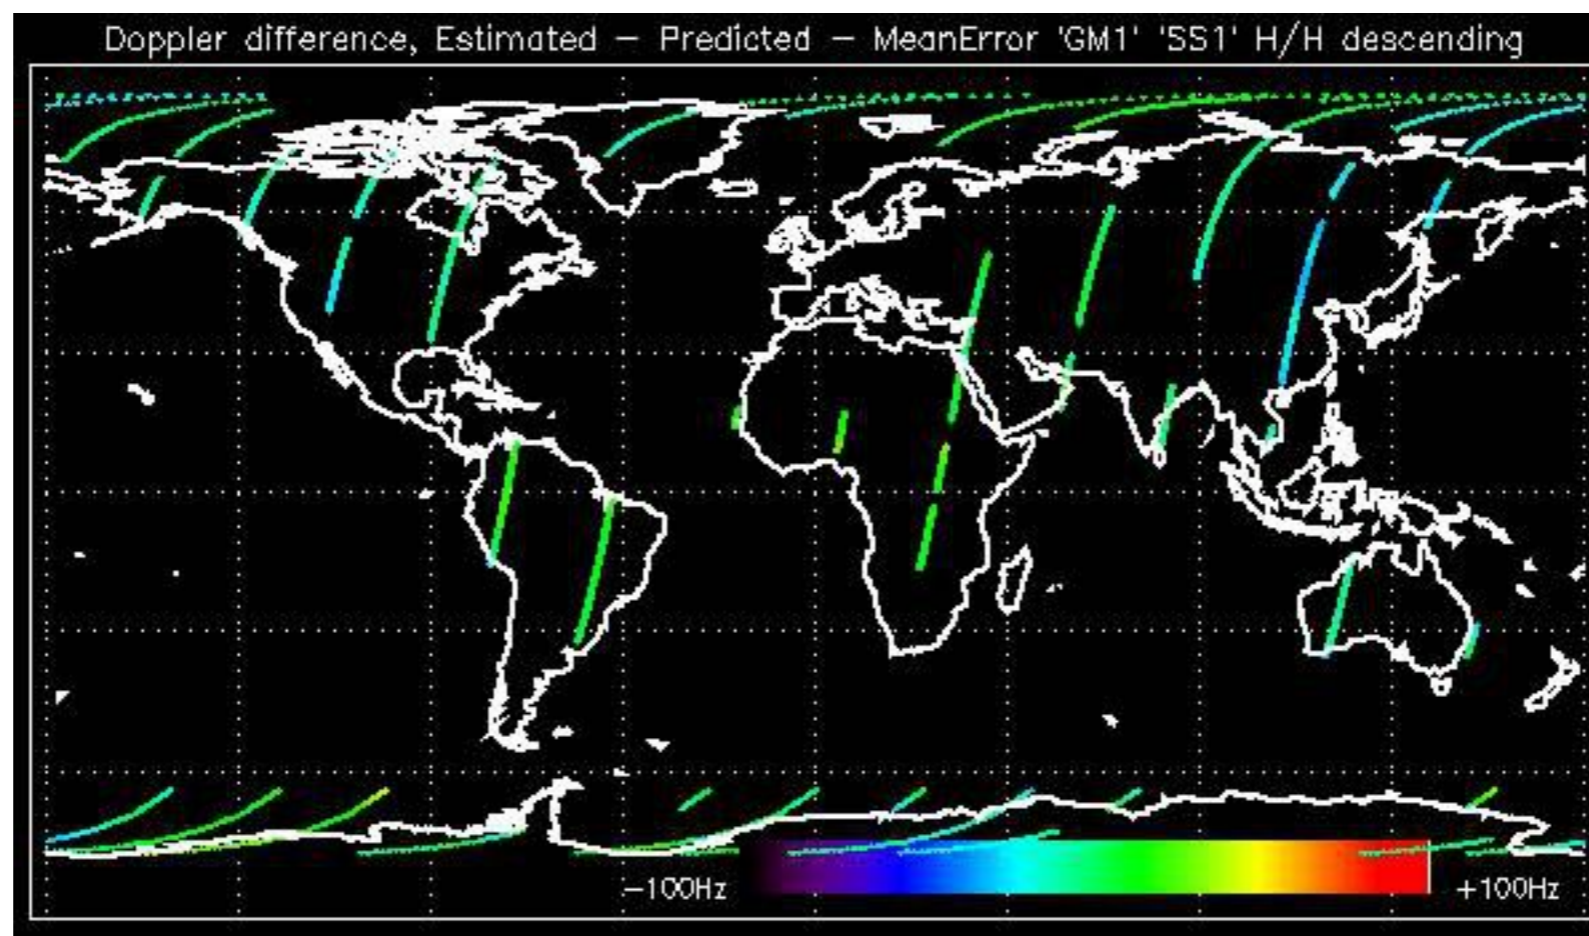 Doppler difference, Estimated – Predicted – MeanError 'GM1' 'SS1' H/H descending
–100Hz +100Hz